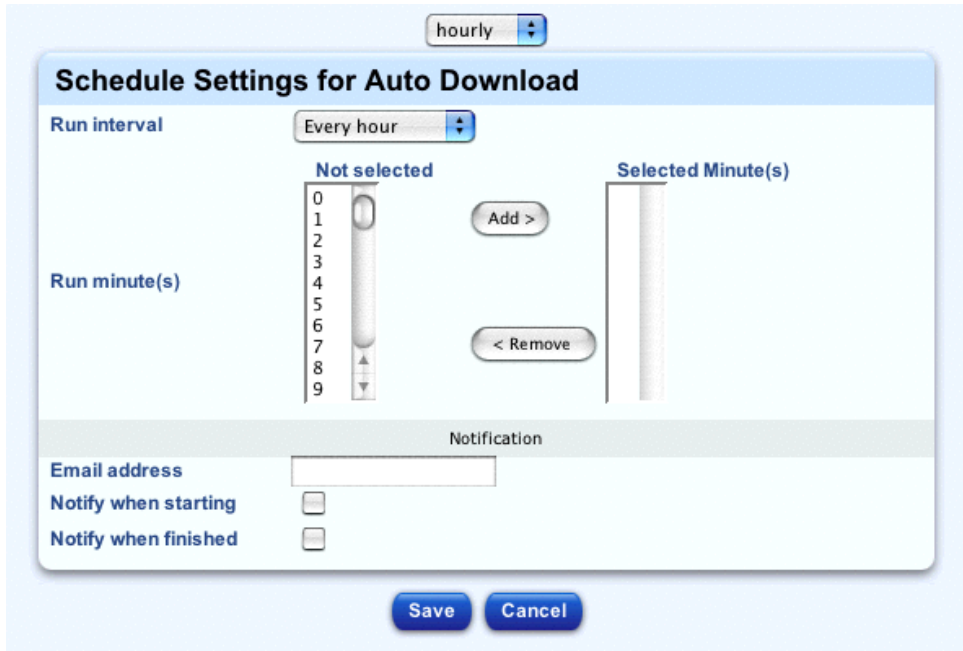 hourly
Schedule Settings for Auto Download
Run interval
Every hour
Not selected
Selected Minute(s)
Run minute(s)
0
1
2
3
4
5
6
7
8
9
Add >
< Remove
Notification
Email address
Notify when starting
Notify when finished
Save
Cancel